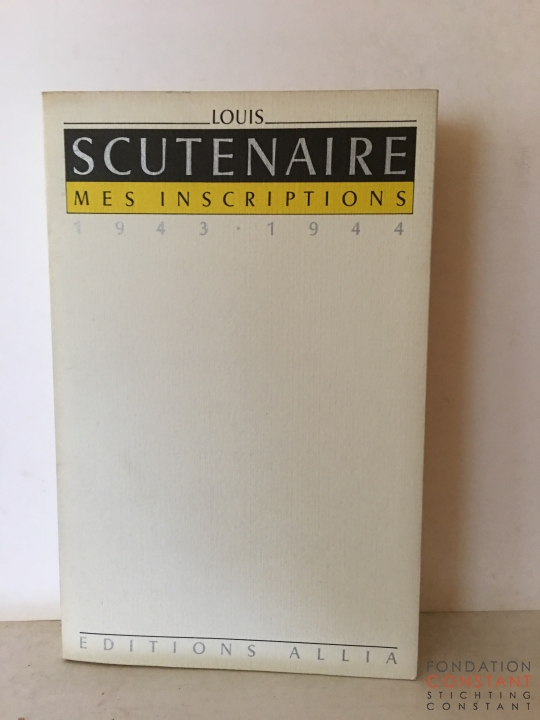 LOUIS
SCUTENAIRE
MES INSCRIPTIONS
1943·1944
EDITIONS ALLIA
FONDATION
CONSTANT
STICHTING
CONSTANT